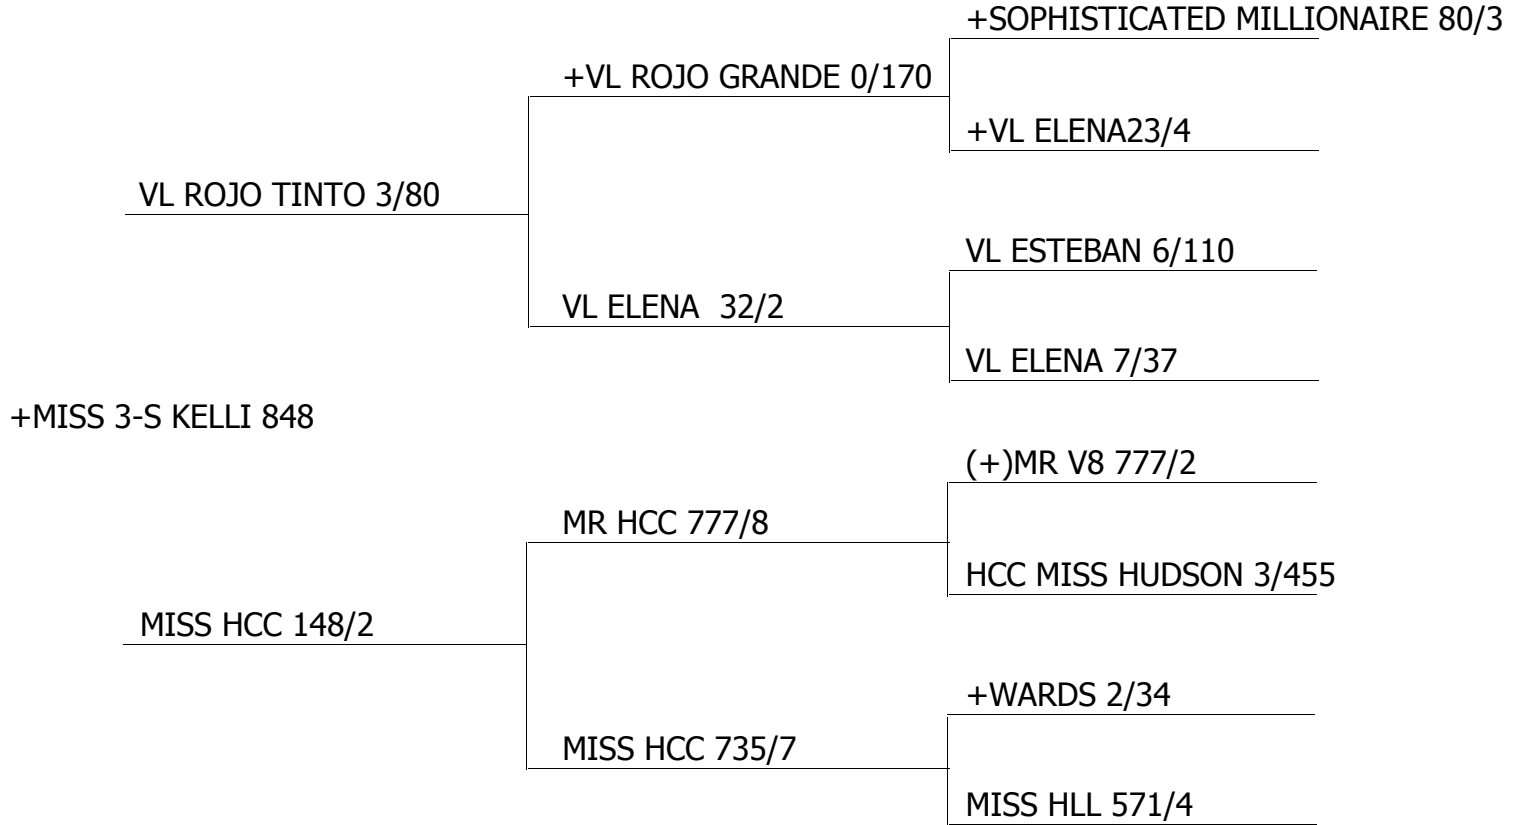 +SOPHISTICATED MILLIONAIRE 80/3
+VL ROJO GRANDE 0/170
+VL ELENA23/4
VL ROJO TINTO 3/80
VL ESTEBAN 6/110
VL ELENA  32/2
VL ELENA 7/37
+MISS 3-S KELLI 848
(+)MR V8 777/2
MR HCC 777/8
HCC MISS HUDSON 3/455
MISS HCC 148/2
+WARDS 2/34
MISS HCC 735/7
MISS HLL 571/4